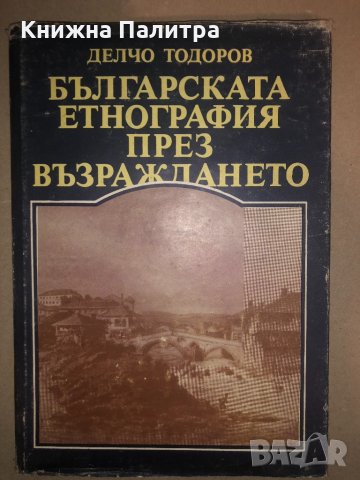 Книжна Палитра
ДЕЛЧО ТОДОРОВ
БЪЛГАРСКАТА
ЕТНОГРАФИЯ
ПРЕЗ
ВЪЗРАЖДАНЕТО
BAZAR